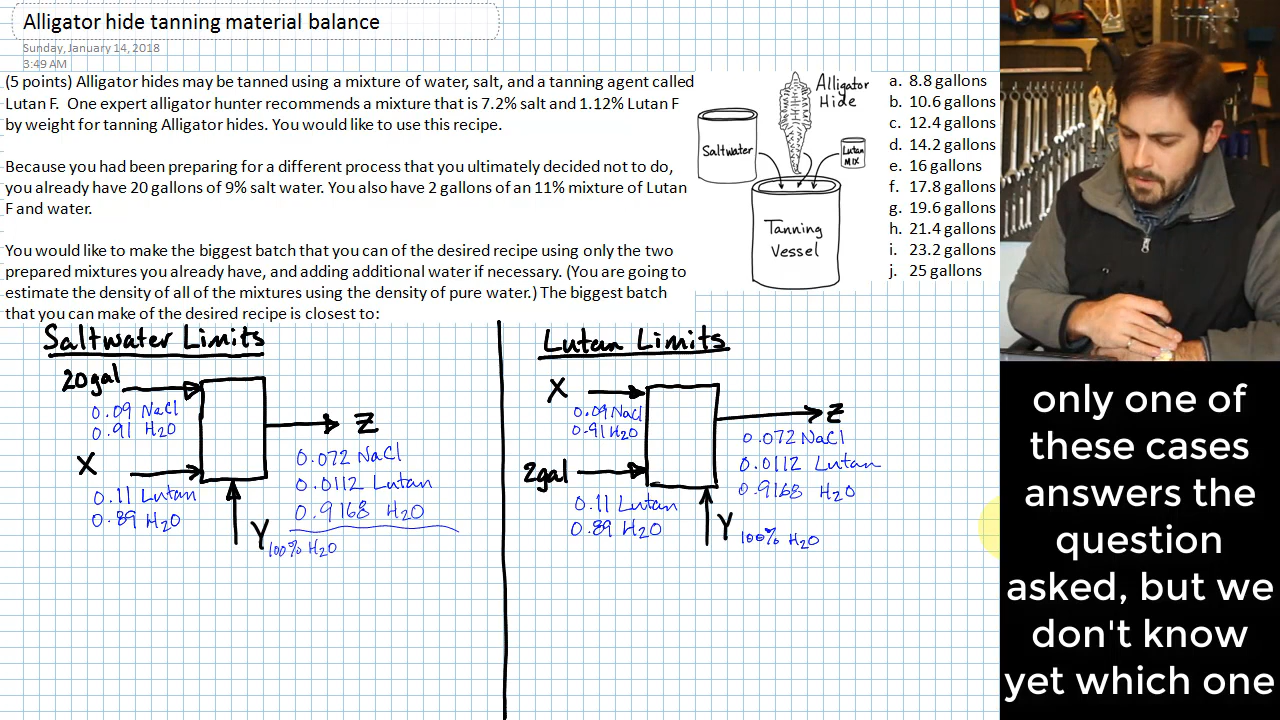 Alligator hide tanning material balance
Sunday, January 14, 2018
3:49 AM
(5 points) Alligator hides may be tanned using a mixture of water, salt, and a tanning agent called
Lutan F. One expert alligator hunter recommends a mixture that is 7.2% salt and 1.12% Lutan F
by weight for tanning Alligator hides. You would like to use this recipe.
Because you had been preparing for a different process that you ultimately decided not to do,
you already have 20 gallons of 9% salt water. You also have 2 gallons of an 11% mixture of Lutan
F and water.
You would like to make the biggest batch that you can of the desired recipe using only the two
prepared mixtures you already have, and adding additional water if necessary. (You are going to
estimate the density of all of the mixtures using the density of pure water.) The biggest batch
that you can make of the desired recipe is closest to:
Alligator
Hide
Saltwater
Lutan
Mix
Tanning
Vessel
a. 8.8 gallons
b. 10.6 gallons
c. 12.4 gallons
d. 14.2 gallons
e. 16 gallons
f. 17.8 gallons
g. 19.6 gallons
h. 21.4 gallons
i. 23.2 gallons
j. 25 gallons
Saltwater Limits
20gal
0.09 NaCl
0.91 H2O
X
0.11 Lutan
0.89 H2O
Z
0.072 NaCl
0.0112 Lutan
0.9168 H2O
Y
100% H2O
Lutan Limits
X
0.09 NaCl
0.91 H2O
2gal
0.11 Lutan
0.89 H2O
Z
0.072 NaCl
0.0112 Lutan
0.9168 H2O
Y
100% H2O
only one of
these cases
answers the
question
asked, but we
don't know
yet which one